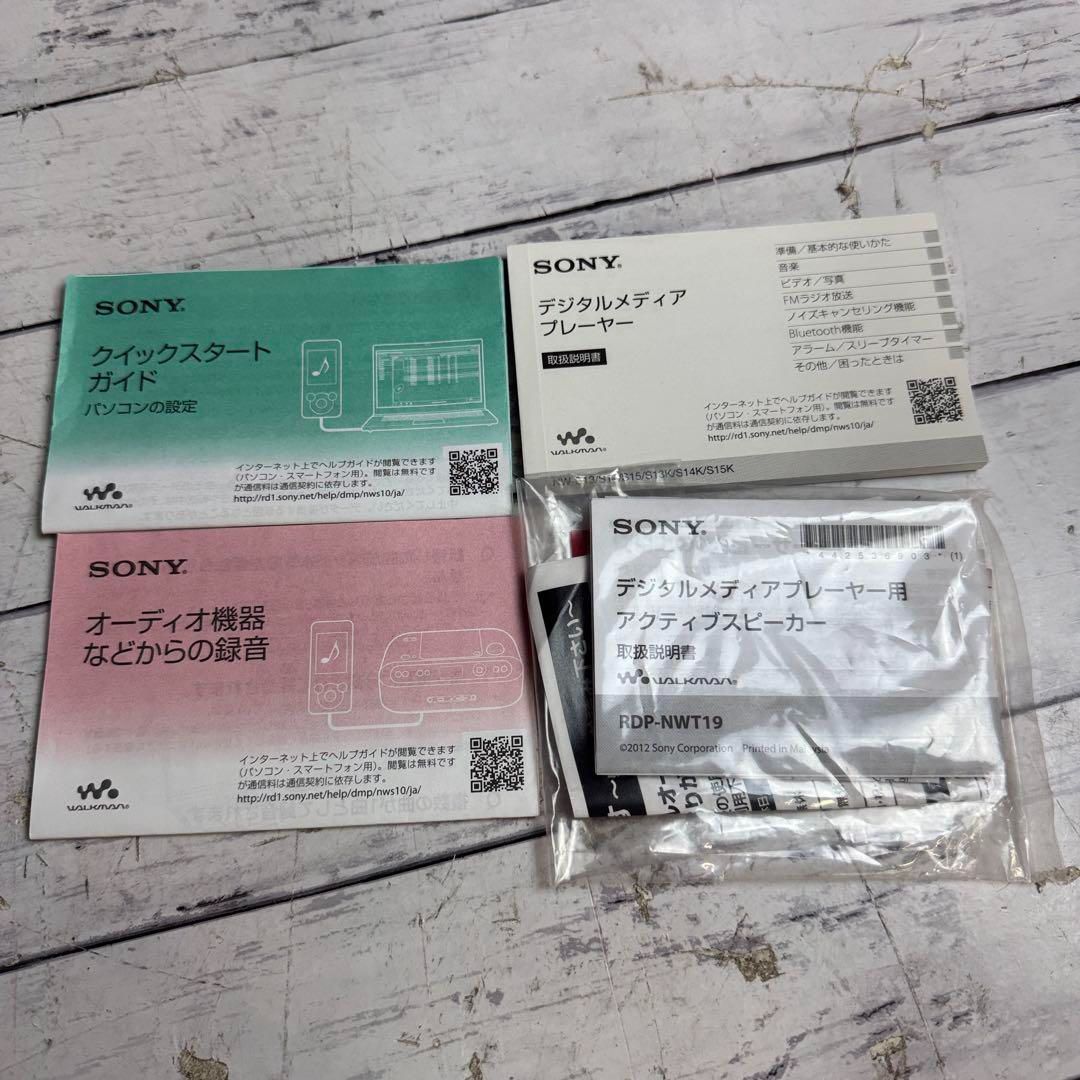 SONY
クイックスタート
ガイド
パソコンの設定
インターネット上でヘルプガイドが閲覧できます
(パソコン・スマートフォン用)。閲覧は無料です
が通信料は通信契約に依存します。
http://rd1.sony.net/help/dmp/nws10/ja/
WALKMAN
SONY
デジタルメディア
プレーヤー
取扱説明書
準備/基本的な使いかた
音楽
ビデオ/写真
FMラジオ放送
ノイズキャンセリング機能
Bluetooth機能
アラーム/スリープタイマー
その他/困ったときは
インターネット上でヘルプガイドが閲覧できます
(パソコン・スマートフォン用)。閲覧は無料です
が通信料は通信契約に依存します。
http://rd1.sony.net/help/dmp/nws10/ja/
WALKMAN
NW-S13/S14/S15/S13K/S14K/S15K
SONY
オーディオ機器
などからの録音
インターネット上でヘルプガイドが閲覧できます
(パソコン・スマートフォン用)。閲覧は無料です
が通信料は通信契約に依存します。
http://rd1.sony.net/help/dmp/nws10/ja/
WALKMAN
SONY
*442536903*(1)
デジタルメディアプレーヤー用
アクティブスピーカー
取扱説明書
WALKMAN
RDP-NWT19
©2012 Sony Corporation Printed in Malaysia